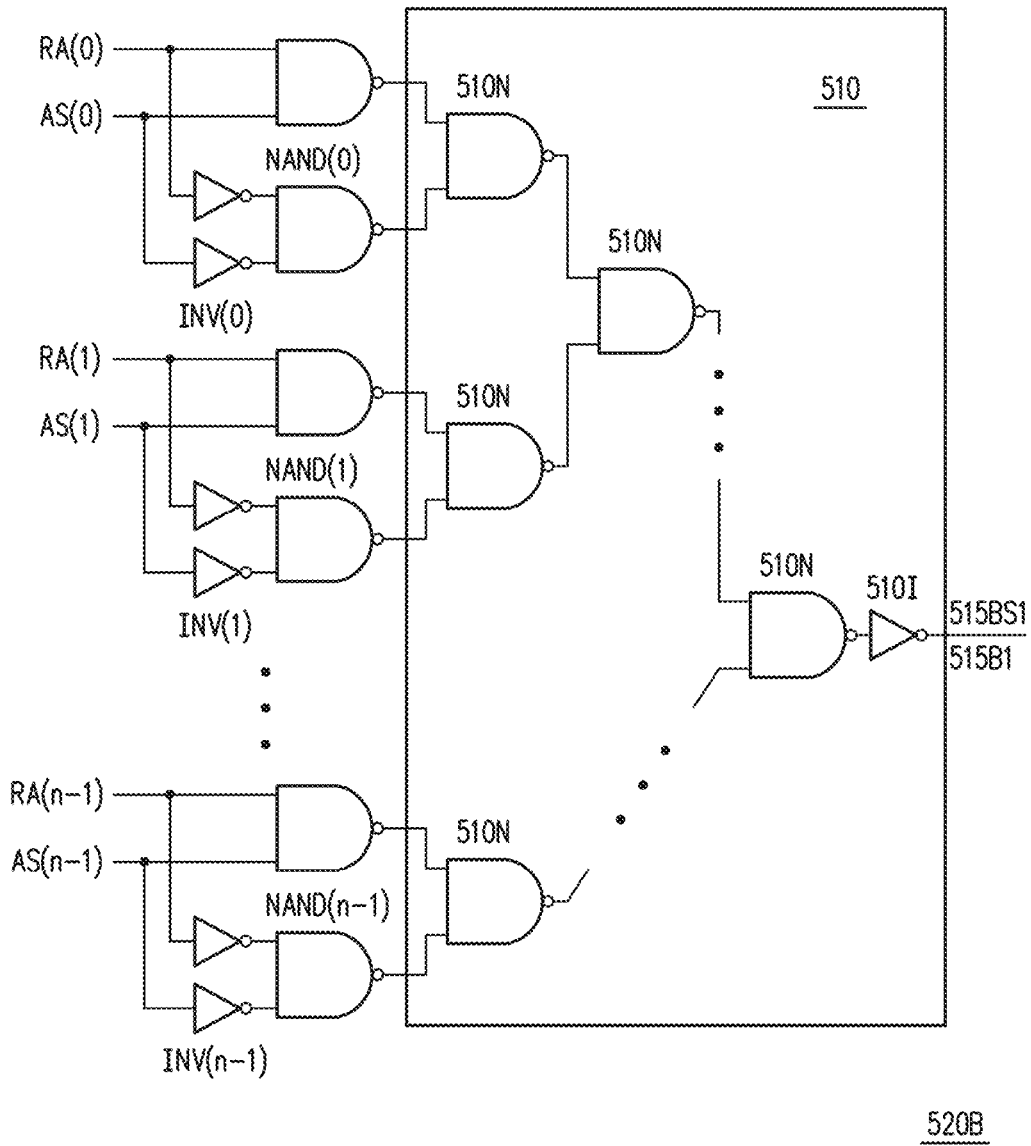 RA(0)
AS(0)
NAND(0)
INV(0)
510N
510
510N
RA(1)
AS(1)
NAND(1)
INV(1)
510N
510N
510I
515BS1
515B1
RA(n-1)
AS(n-1)
NAND(n-1)
INV(n-1)
510N
520B